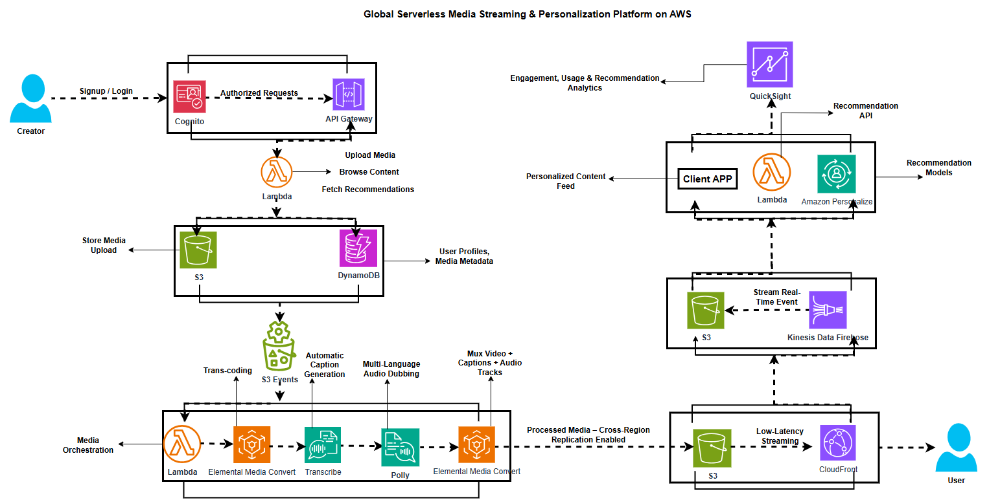 Global Serverless Media Streaming & Personalization Platform on AWS
Creator
Signup / Login
Cognito
Authorized Requests
API Gateway
Lambda
Upload Media
Browse Content
Fetch Recommendations
Store Media
Upload
S3
DynamoDB
User Profiles,
Media Metadata
S3 Events
Trans-coding
Automatic
Caption
Generation
Multi-Language
Audio Dubbing
Mux Video +
Captions + Audio
Tracks
Media
Orchestration
Lambda
Elemental Media Convert
Transcribe
Polly
Elemental Media Convert
Processed Media – Cross-Region
Replication Enabled
S3
Low-Latency
Streaming
CloudFront
User
S3
Stream Real-
Time Event
Kinesis Data Firehose
Personalized Content
Feed
Client APP
Lambda
Amazon Personalize
Recommendation
Models
Recommendation
API
QuickSight
Engagement, Usage & Recommendation
Analytics